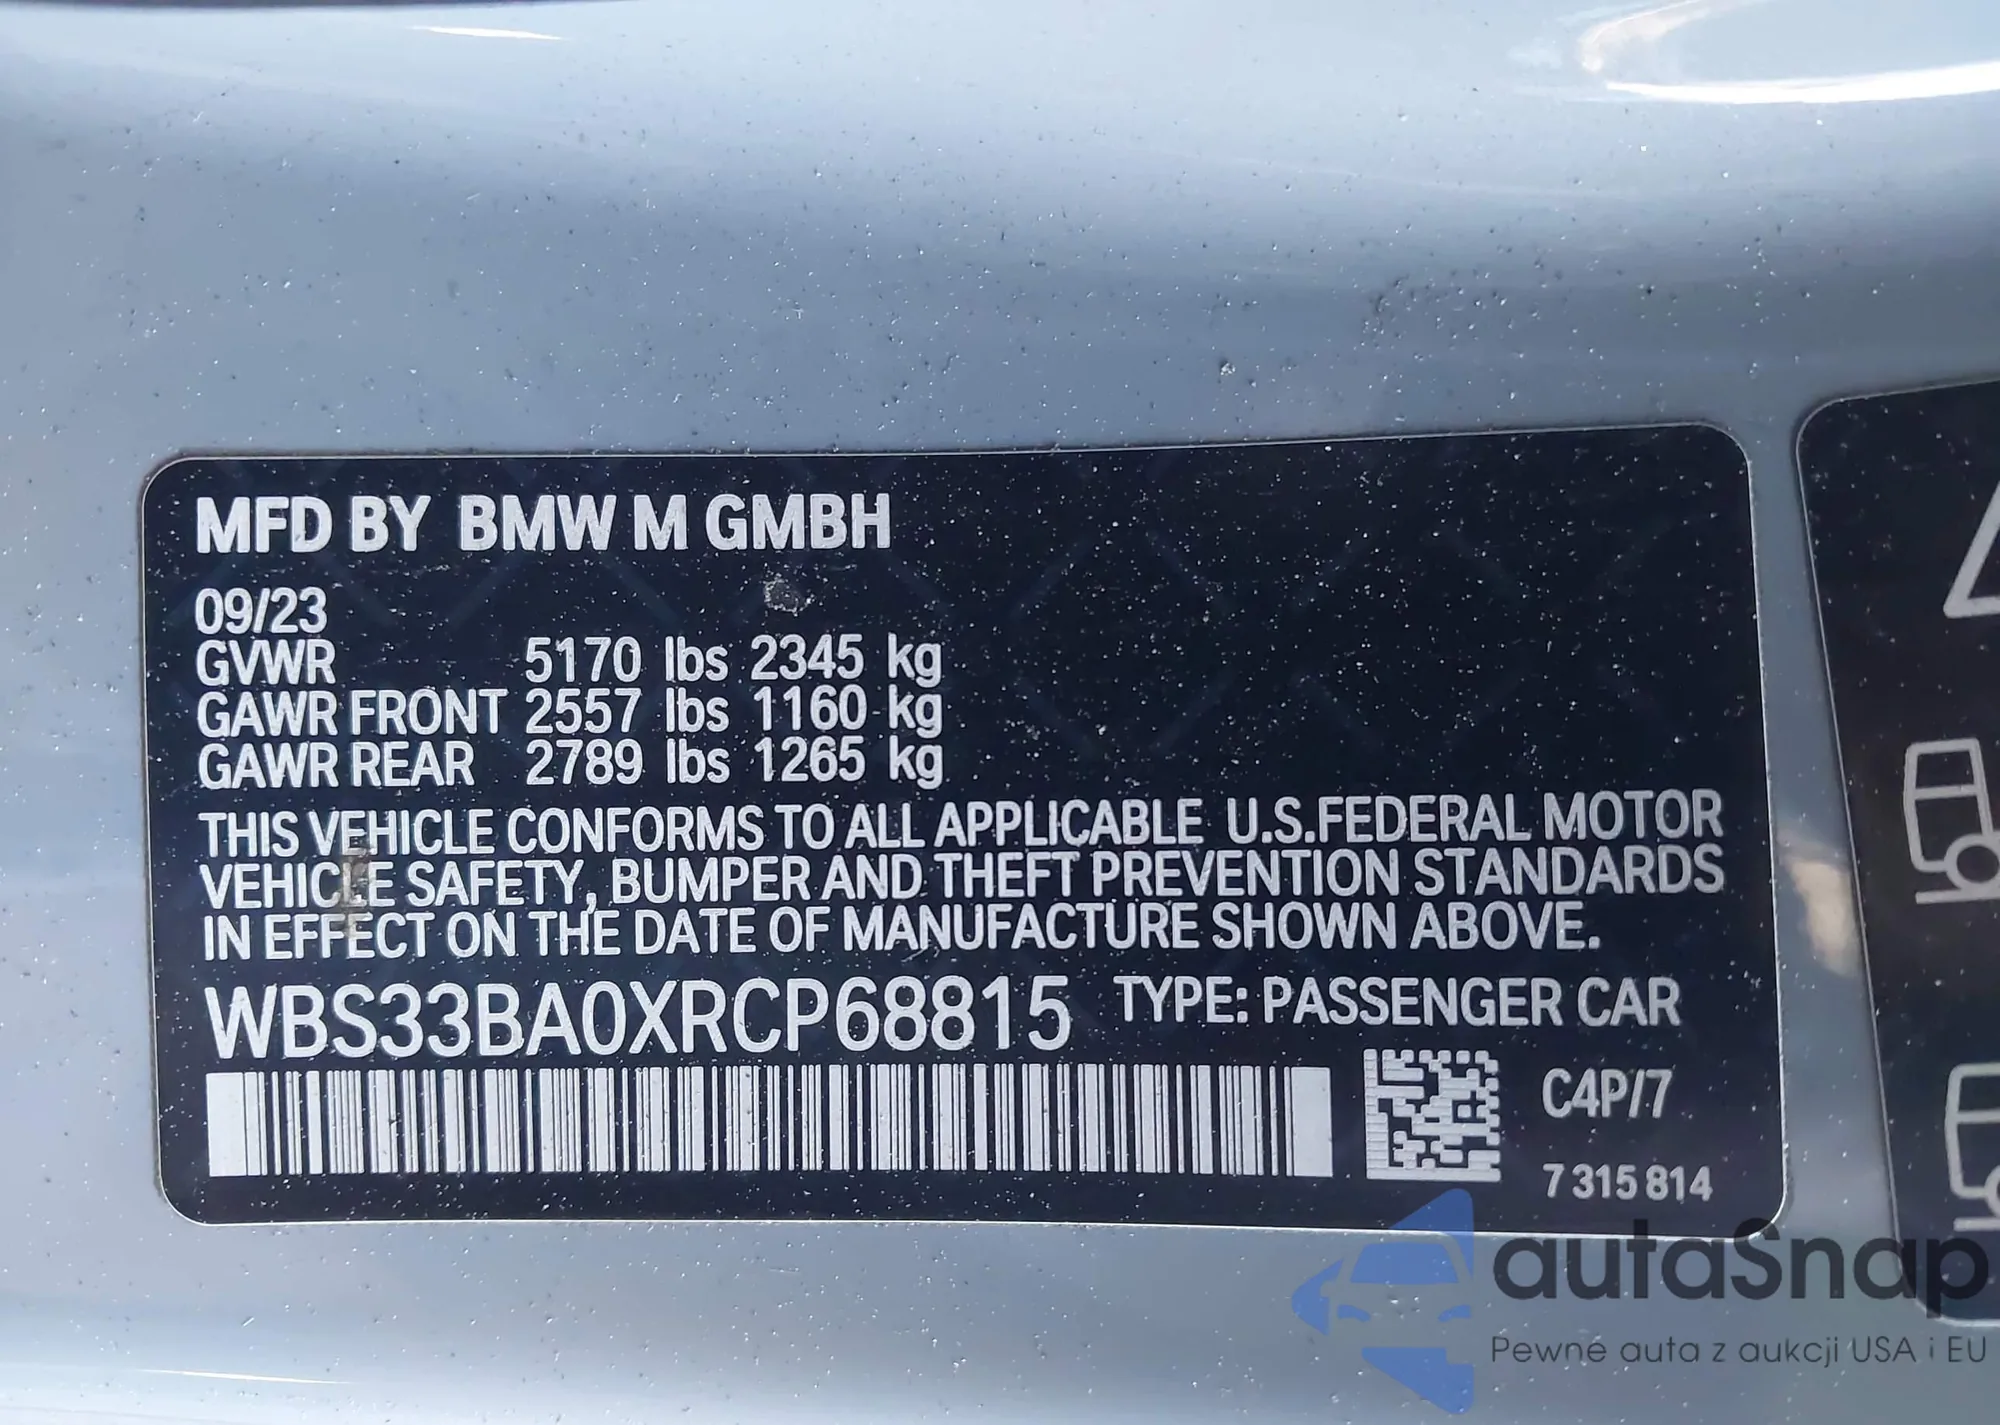 MFD BY BMW M GMBH
09/23
GVWR 5170 lbs 2345 kg
GAWR FRONT 2557 lbs 1160 kg
GAWR REAR 2789 lbs 1265 kg
THIS VEHICLE CONFORMS TO ALL APPLICABLE U.S.FEDERAL MOTOR
VEHICLE SAFETY, BUMPER AND THEFT PREVENTION STANDARDS
IN EFFECT ON THE DATE OF MANUFACTURE SHOWN ABOVE.
WBS33BA0XRCP68815 TYPE: PASSENGER CAR
C4P/7
7 315 814
autaSnap
Pewne auta z aukcji USA i EU